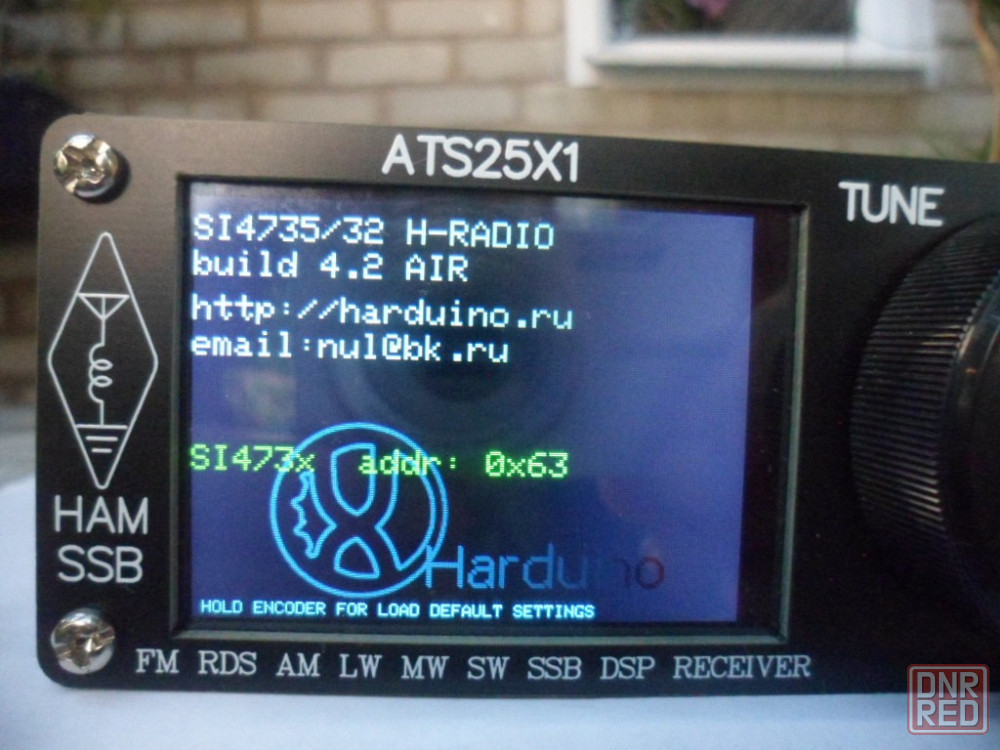 ATS25X1
TUNE
SI4735/32 H-RADIO
build 4.2 AIR
http://harduino.ru
email:nul@bk.ru
SI473x addr: 0x63
Harduino
HOLD ENCODER FOR LOAD DEFAULT SETTINGS
HAM
SSB
FM RDS AM LW MW SW SSB DSP RECEIVER
DNR
RED